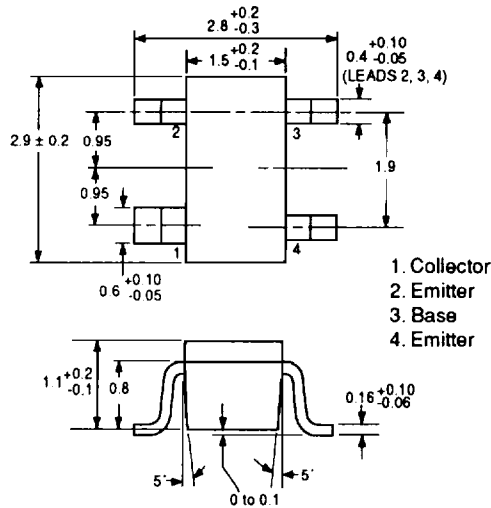 2.8 +0.2 -0.3
1.5 +0.2 -0.1
0.4 +0.10 -0.05
(LEADS 2, 3, 4)
2
3
2.9 ± 0.2
0.95
0.95
1.9
1
4
0.6 +0.10 -0.05
1. Collector
2. Emitter
3. Base
4. Emitter
1.1 +0.2 -0.1
0.8
0.16 +0.10 -0.06
5'
5'
0 to 0.1